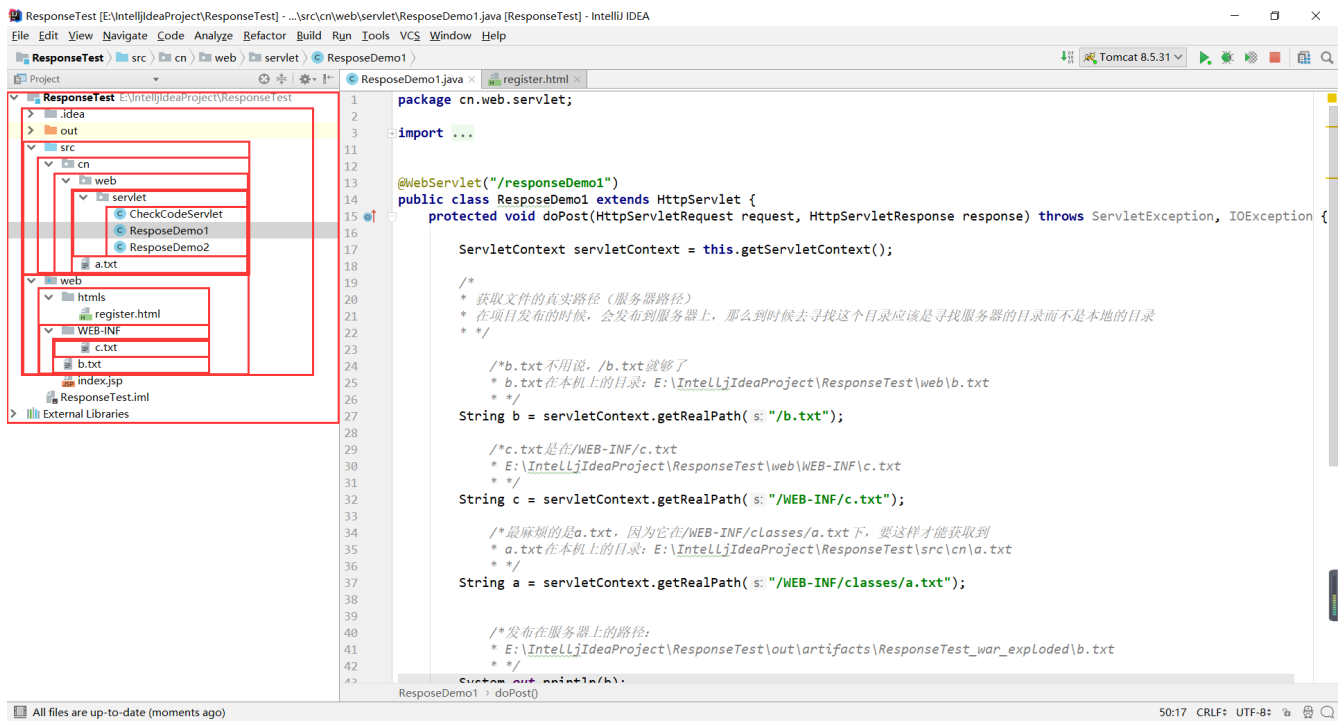 ResponseTest [E:\IntelljIdeaProject\ResponseTest] - ...\src\cn\web\servlet\ResposeDemo1.java [ResponseTest] - IntelliJ IDEA
File Edit View Navigate Code Analyze Refactor Build Run Tools VCS Window Help
ResponseTest src cn web servlet ResposeDemo1
Tomcat 8.5.31
Project
ResposeDemo1.java
register.html
ResponseTest E:\IntelljIdeaProject\ResponseTest
.idea
out
src
cn
web
servlet
CheckCodeServlet
ResposeDemo1
ResposeDemo2
a.txt
web
htmls
register.html
WEB-INF
c.txt
b.txt
index.jsp
ResponseTest.iml
External Libraries
1 package cn.web.servlet;
2
3 import ...
11
12
13 @WebServlet("/responseDemo1")
14 public class ResposeDemo1 extends HttpServlet {
15 protected void doPost(HttpServletRequest request, HttpServletResponse response) throws ServletException, IOException {
16
17 ServletContext servletContext = this.getServletContext();
18
19 /*
20 * 获取文件的真实路径（服务器路径）
21 * 在项目发布的时候，会发布到服务器上，那么到时候去寻找这个目录应该是寻找服务器的目录而不是本地的目录
22 * */
23
24 /*b.txt不用说，/b.txt就够了
25 * b.txt在本机上的目录：E:\IntelljIdeaProject\ResponseTest\web\b.txt
26 * */
27 String b = servletContext.getRealPath( s: "/b.txt");
28
29 /*c.txt是在/WEB-INF/c.txt
30 * E:\IntelljIdeaProject\ResponseTest\web\WEB-INF\c.txt
31 * */
32 String c = servletContext.getRealPath( s: "/WEB-INF/c.txt");
33
34 /*最麻烦的是a.txt，因为它在/WEB-INF/classes/a.txt下，要这样才能获取到
35 * a.txt在本机上的目录：E:\IntelljIdeaProject\ResponseTest\src\cn\a.txt
36 * */
37 String a = servletContext.getRealPath( s: "/WEB-INF/classes/a.txt");
38
39
40 /*发布在服务器上的路径：
41 * E:\IntelljIdeaProject\ResponseTest\out\artifacts\ResponseTest_war_exploded\b.txt
42 * */
43 System.out.println(b);
ResposeDemo1 › doPost()
All files are up-to-date (moments ago)
50:17 CRLF UTF-8